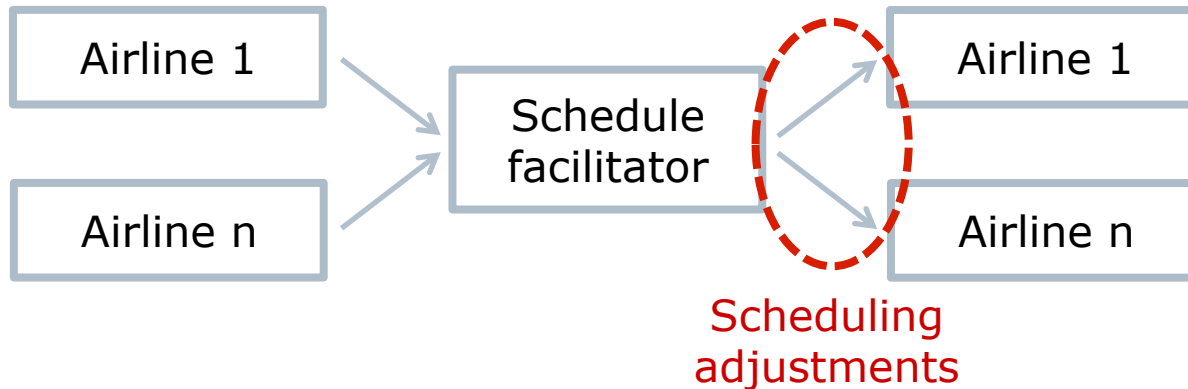 Airline 1
Airline n
Schedule
facilitator
Airline 1
Airline n
Scheduling
adjustments